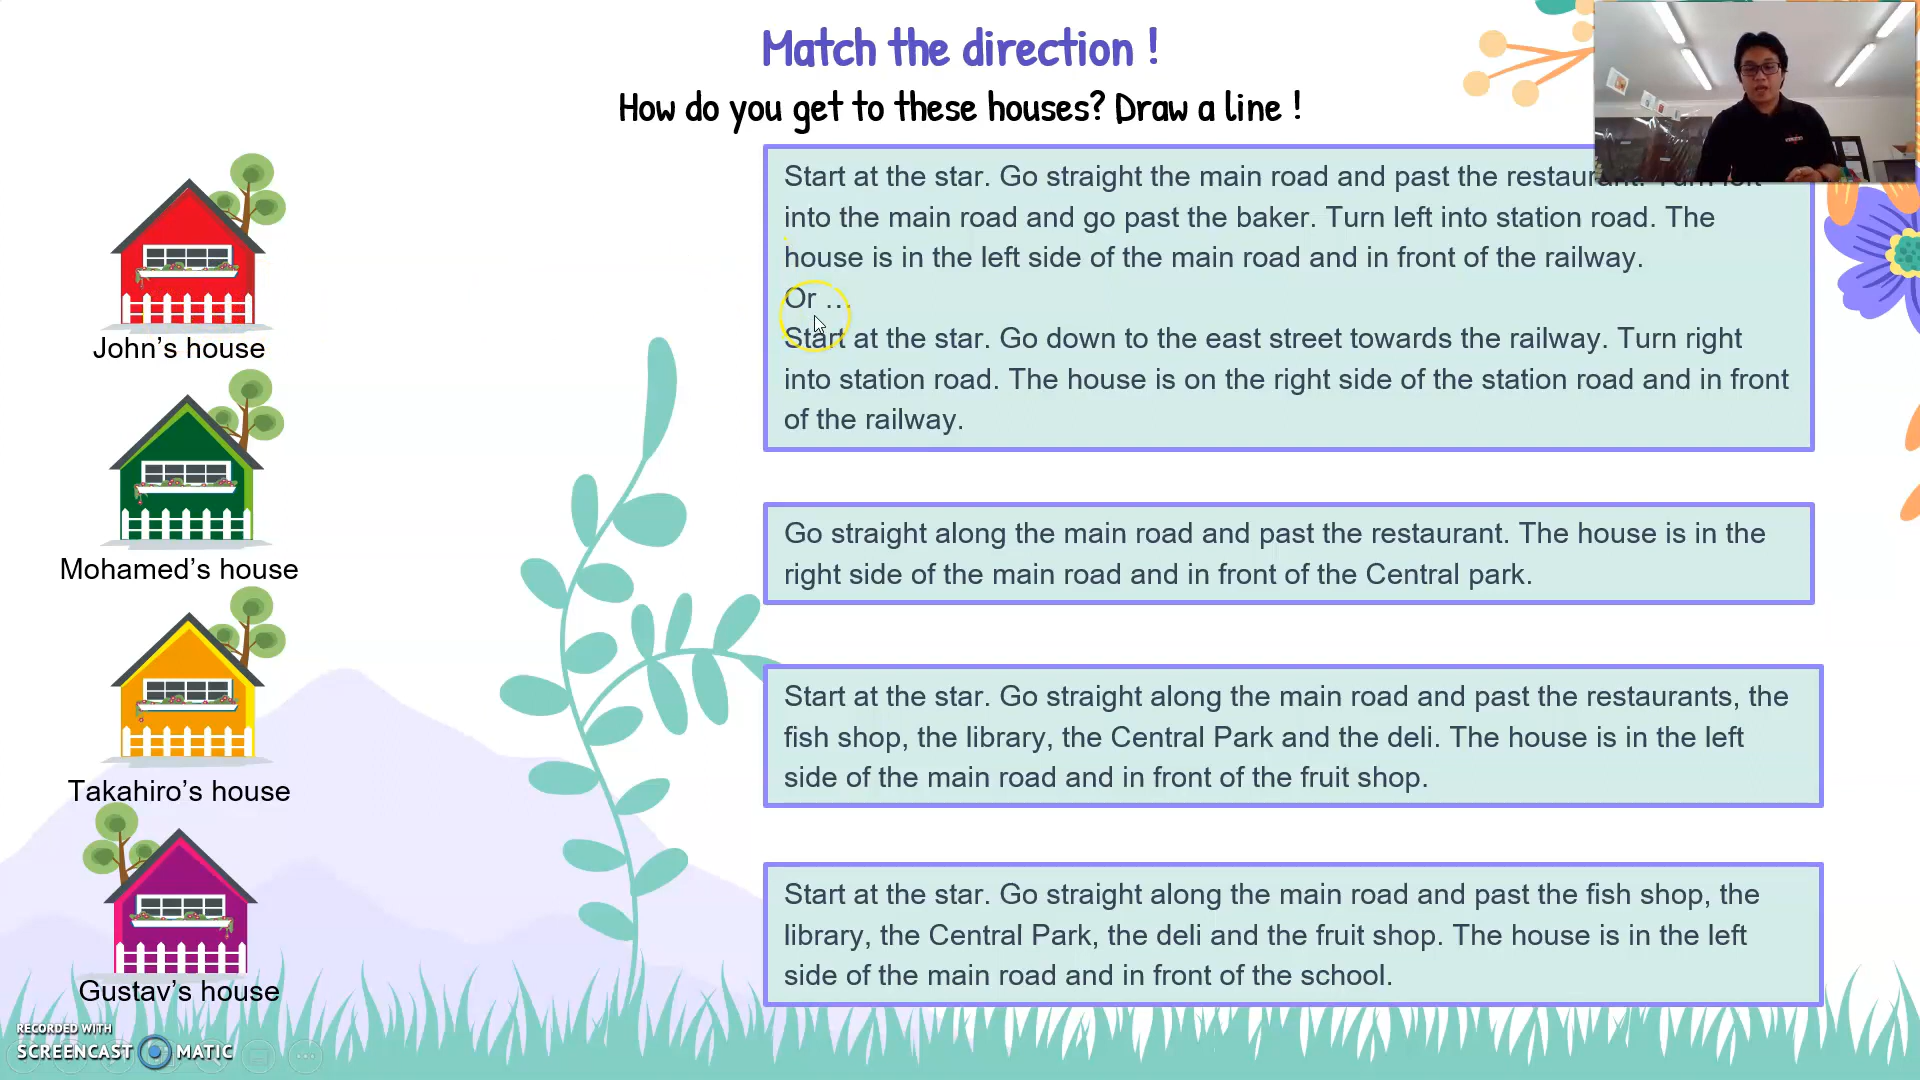 Match the direction !
How do you get to these houses? Draw a line !
John's house
Mohamed's house
Takahiro's house
Gustav's house
Start at the star. Go straight the main road and past the
into the main road and go past the baker. Turn left into station road. The
house is in the left side of the main road and in front of the railway.
Or ...
Start at the star. Go down to the east street towards the railway. Turn right
into station road. The house is on the right side of the station road and in front
of the railway.
Go straight along the main road and past the restaurant. The house is in the
right side of the main road and in front of the Central park.
Start at the star. Go straight along the main road and past the restaurants, the
fish shop, the library, the Central Park and the deli. The house is in the left
side of the main road and in front of the fruit shop.
Start at the star. Go straight along the main road and past the fish shop, the
library, the Central Park, the deli and the fruit shop. The house is in the left
side of the main road and in front of the school.
RECORDED WITH
SCREENCAST MATIC